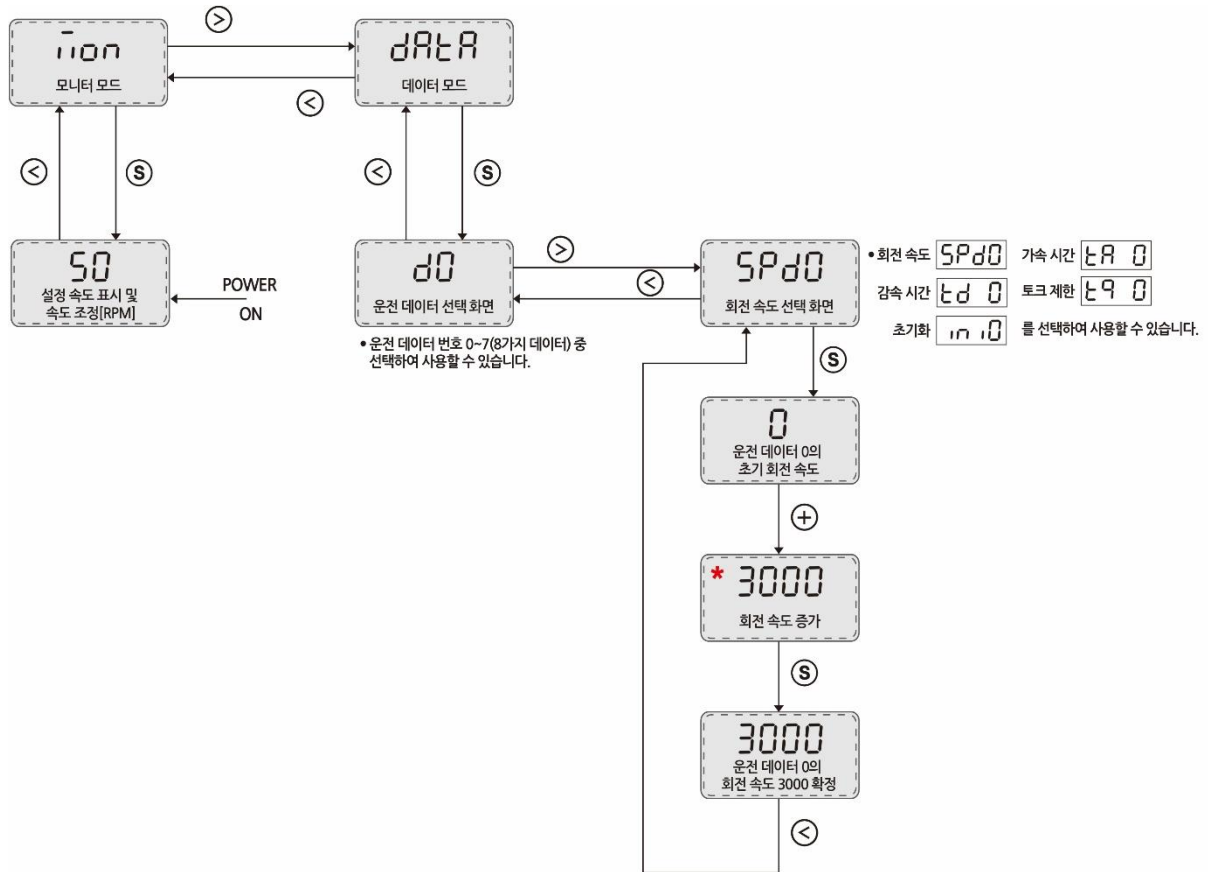 > 
ñon
모니터 모드
dAtA
데이터 모드
<
<
S
<
S
50
설정 속도 표시 및
속도 조정[RPM]
POWER
ON
d0
운전 데이터 선택 화면
• 운전 데이터 번호 0~7(8가지 데이터) 중
선택하여 사용할 수 있습니다.
>
<
SPd0
회전 속도 선택 화면
• 회전 속도 SPd0 가속 시간 tA 0
감속 시간 td 0 토크 제한 tq 0
초기화 ini0 를 선택하여 사용할 수 있습니다.
S
0
운전 데이터 0의
초기 회전 속도
+
* 3000
회전 속도 증가
S
3000
운전 데이터 0의
회전 속도 3000 확정
<